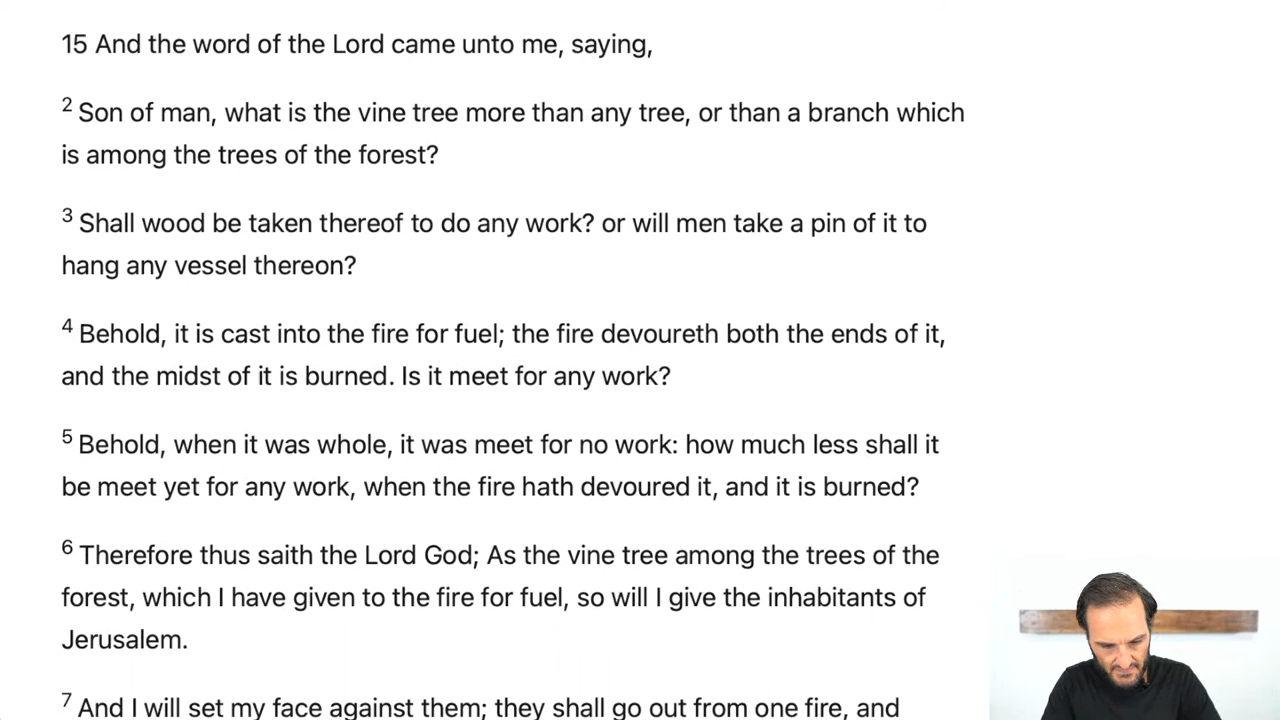 15 And the word of the Lord came unto me, saying,
2 Son of man, what is the vine tree more than any tree, or than a branch which
is among the trees of the forest?
3 Shall wood be taken thereof to do any work? or will men take a pin of it to
hang any vessel thereon?
4 Behold, it is cast into the fire for fuel; the fire devoureth both the ends of it,
and the midst of it is burned. Is it meet for any work?
5 Behold, when it was whole, it was meet for no work: how much less shall it
be meet yet for any work, when the fire hath devoured it, and it is burned?
6 Therefore thus saith the Lord God; As the vine tree among the trees of the
forest, which I have given to the fire for fuel, so will I give the inhabitants of
Jerusalem.
7 And I will set my face against them; they shall go out from one fire, and